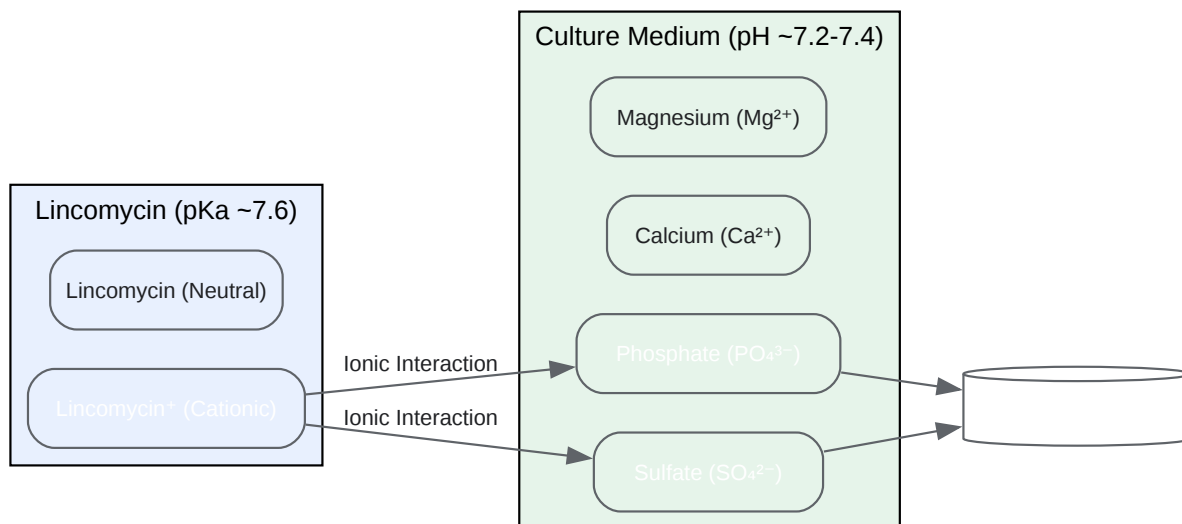 Culture Medium (pH ~7.2-7.4)
Magnesium (Mg²⁺)
Lincomycin (pKa ~7.6)
Calcium (Ca²⁺)
Lincomycin (Neutral)
Phosphate (PO₄³⁻)
Ionic Interaction
Lincomycin⁺ (Cationic)
Ionic Interaction
Sulfate (SO₄²⁻)